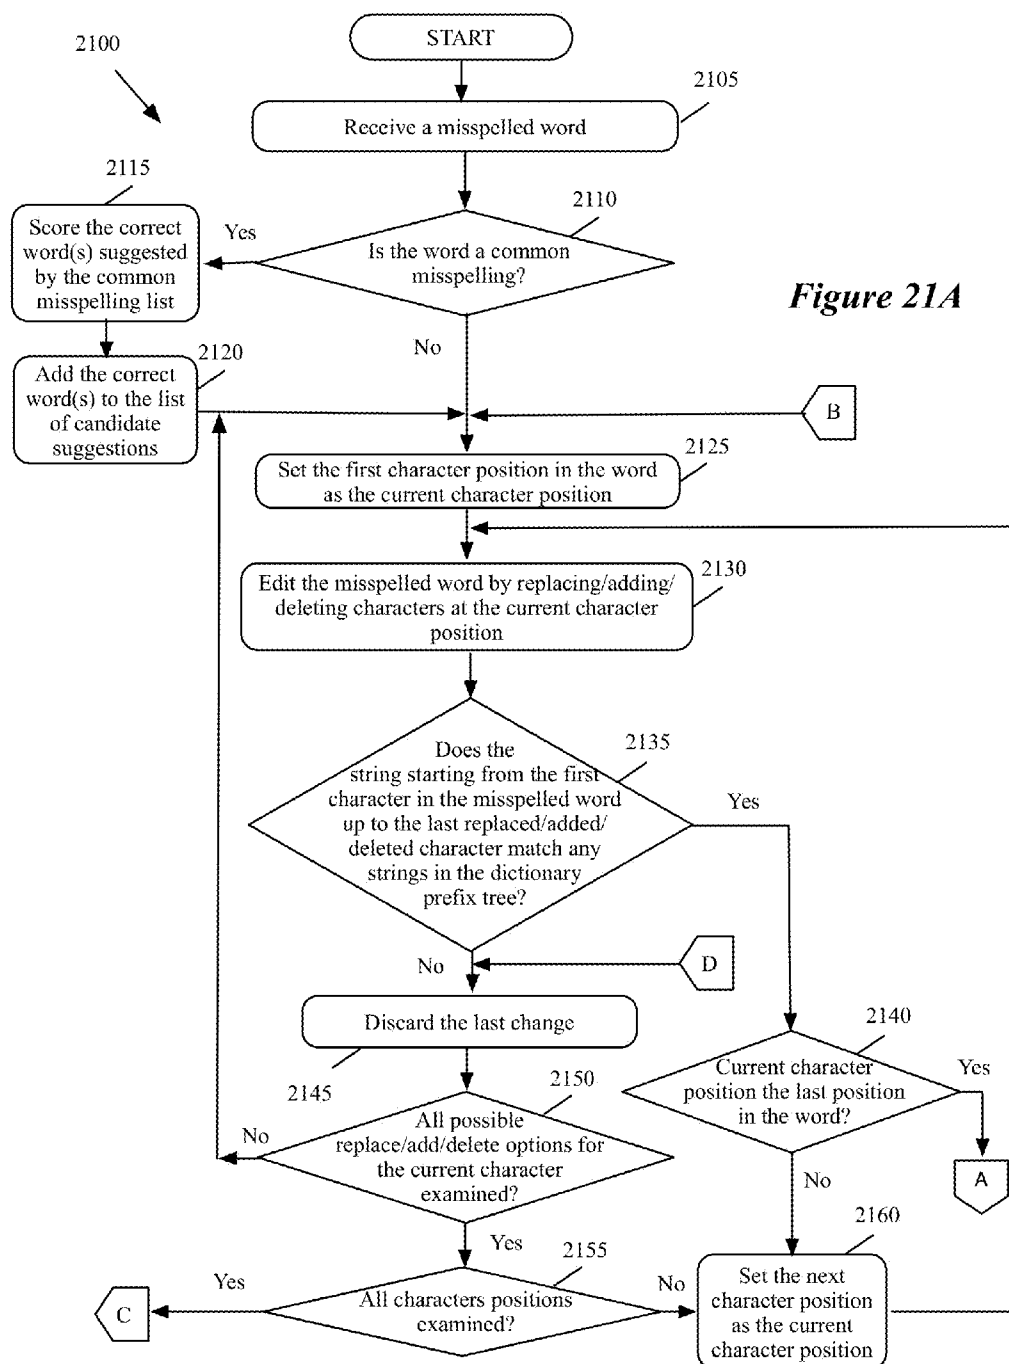 START
2100
2105
Receive a misspelled word
2115
2110
Score the correct
word(s) suggested
by the common
misspelling list
Yes
Is the word a common
misspelling?
Figure 21A
No
2120
Add the correct
word(s) to the list
of candidate
suggestions
B
2125
Set the first character position in the word
as the current character position
2130
Edit the misspelled word by replacing/adding/
deleting characters at the current character
position
2135
Does the
string starting from the first
character in the misspelled word
up to the last replaced/added/
deleted character match any
strings in the dictionary
prefix tree?
Yes
No
D
Discard the last change
2145
2140
Current character
position the last position
in the word?
Yes
2150
No
All possible
replace/add/delete options for
the current character
examined?
A
No
Yes
2155
2160
Yes
C
All characters positions
examined?
No
Set the next
character position
as the current
character position